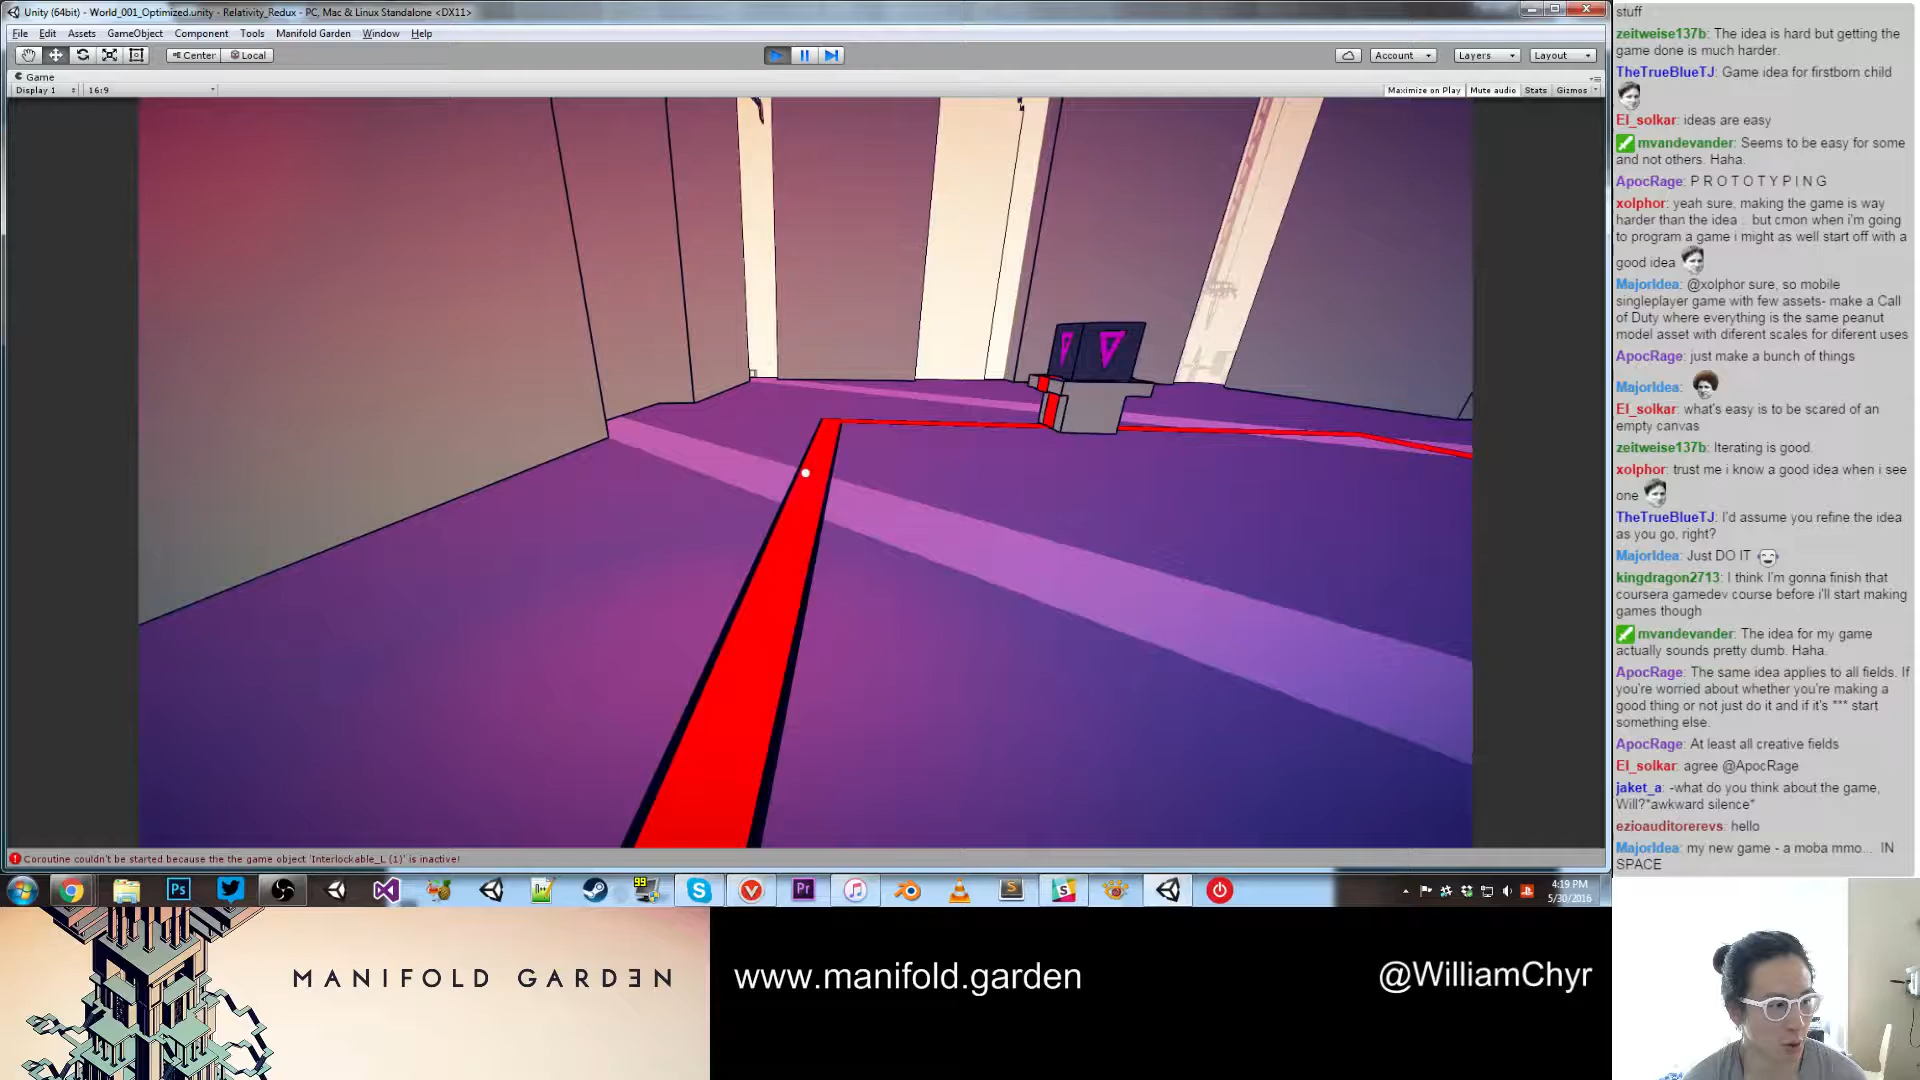 Unity (64bit) - World_001_Optimized.unity - Relativity_Redux - PC, Mac & Linux Standalone <DX11>
File Edit Assets GameObject Component Tools Manifold Garden Window Help
Center Local Account Layers Layout
Game
Display 1 16:9 Maximize on Play Mute audio Stats Gizmos
Coroutine couldn't be started because the the game object 'Interlockable_L (1)' is inactive!
Ps
99
Pr
S
4:19 PM
5/30/2016
MANIFOLD GARDƎN
www.manifold.garden
@WilliamChyr
stuff
zeitweise137b: The idea is hard but getting the
game done is much harder.
TheTrueBlueTJ: Game idea for firstborn child
El_solkar: ideas are easy
mvandevander: Seems to be easy for some
and not others. Haha.
ApocRage: P R O T O T Y P I N G
xolphor: yeah sure, making the game is way
harder than the idea .. but cmon when i'm going
to program a game i might as well start off with a
good idea
MajorIdea: @xolphor sure, so mobile
singleplayer game with few assets- make a Call
of Duty where everything is the same peanut
model asset with diferent scales for diferent uses
ApocRage: just make a bunch of things
MajorIdea:
El_solkar: what's easy is to be scared of an
empty canvas
zeitweise137b: Iterating is good.
xolphor: trust me i know a good idea when i see
one
TheTrueBlueTJ: I'd assume you refine the idea
as you go, right?
MajorIdea: Just DO IT
kingdragon2713: I think I'm gonna finish that
coursera gamedev course before i'll start making
games though
mvandevander: The idea for my game
actually sounds pretty dumb. Haha.
ApocRage: The same idea applies to all fields. If
you're worried about whether you're making a
good thing or not just do it and if it's *** start
something else.
ApocRage: At least all creative fields
El_solkar: agree @ApocRage
jaket_a: -what do you think about the game,
Will?*awkward silence*
ezioauditorerevs: hello
MajorIdea: my new game - a moba mmo... IN
SPACE